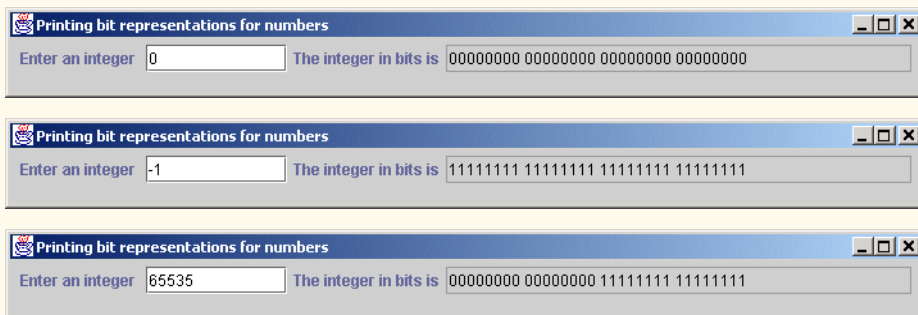 Printing bit representations for numbers
Enter an integer 0 The integer in bits is 00000000 00000000 00000000 00000000
Printing bit representations for numbers
Enter an integer -1 The integer in bits is 11111111 11111111 11111111 11111111
Printing bit representations for numbers
Enter an integer 65535 The integer in bits is 00000000 00000000 11111111 11111111